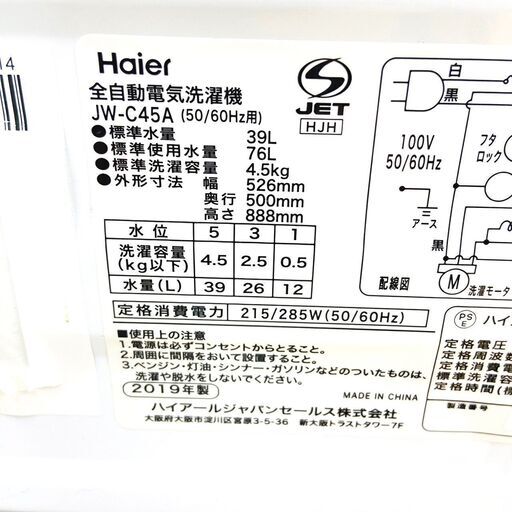 14
Haier
全自動電気洗濯機
JW-C45A (50/60Hz用)
S
JET
HJH
●標準水量 39L
●標準使用水量 76L
●標準洗濯容量 4.5kg
●外形寸法 幅 526mm
奥行 500mm
高さ 888mm
水位 5 3 1
洗濯容量(kg以下) 4.5 2.5 0.5
水量(L) 39 26 12
定格消費電力 215/285W(50/60Hz)
白
黒
100V
50/60Hz
フタ
ロック
アース
黒
配線図
M
洗濯モータ
■使用上の注意
1.電源は必ずコンセントからとること。
2.周囲に間隔をおいて設置すること。
3.ベンジン・灯油・シンナー・ガソリンなどのついたものは、
洗濯や脱水をしないでください。
2019年製
MADE IN CHINA
ハイアールジャパンセールス株式会社
大阪府大阪市淀川区宮原3-5-36 新大阪トラストタワー7F
PS
E
ハイ
定格電圧
定格周波数
定格消費電
標準洗濯容
定格時間(標
製造番号